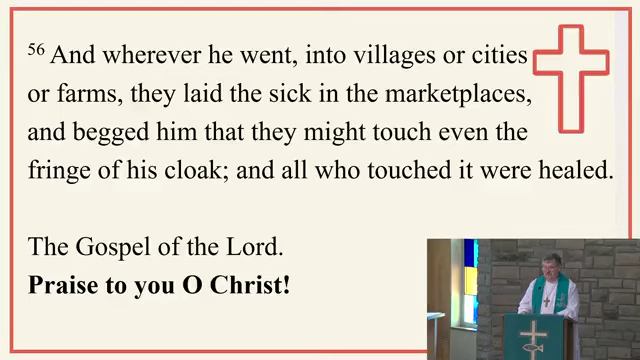 56 And wherever he went, into villages or cities
or farms, they laid the sick in the marketplaces,
and begged him that they might touch even the
fringe of his cloak; and all who touched it were healed.
The Gospel of the Lord.
Praise to you O Christ!